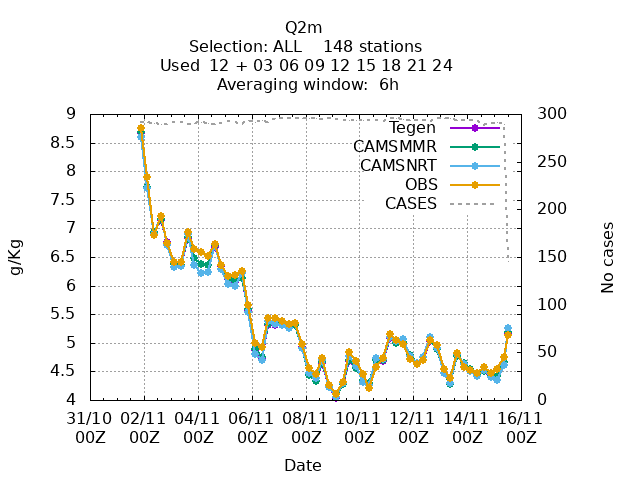 Q2m
Selection: ALL    148 stations
Used  12 + 03 06 09 12 15 18 21 24
Averaging window:  6h
g/Kg
9
8.5
8
7.5
7
6.5
6
5.5
5
4.5
4
Tegen
CAMSMMR
CAMSNRT
OBS
CASES
300
250
200
150
100
50
0
No cases
31/10 02/11 04/11 06/11 08/11 10/11 12/11 14/11 16/11
00Z 00Z 00Z 00Z 00Z 00Z 00Z 00Z 00Z
Date